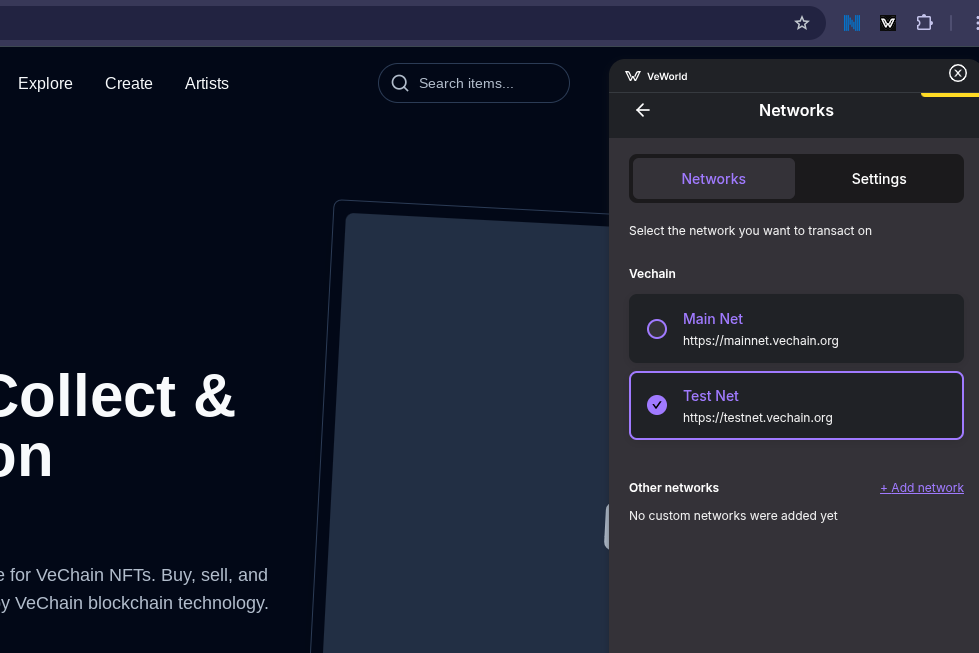 Explore
Create
Artists
Search items...
Collect &
on
e for VeChain NFTs. Buy, sell, and
by VeChain blockchain technology.
VeWorld
Networks
Networks
Settings
Select the network you want to transact on
Vechain
Main Net
https://mainnet.vechain.org
Test Net
https://testnet.vechain.org
Other networks
+ Add network
No custom networks were added yet